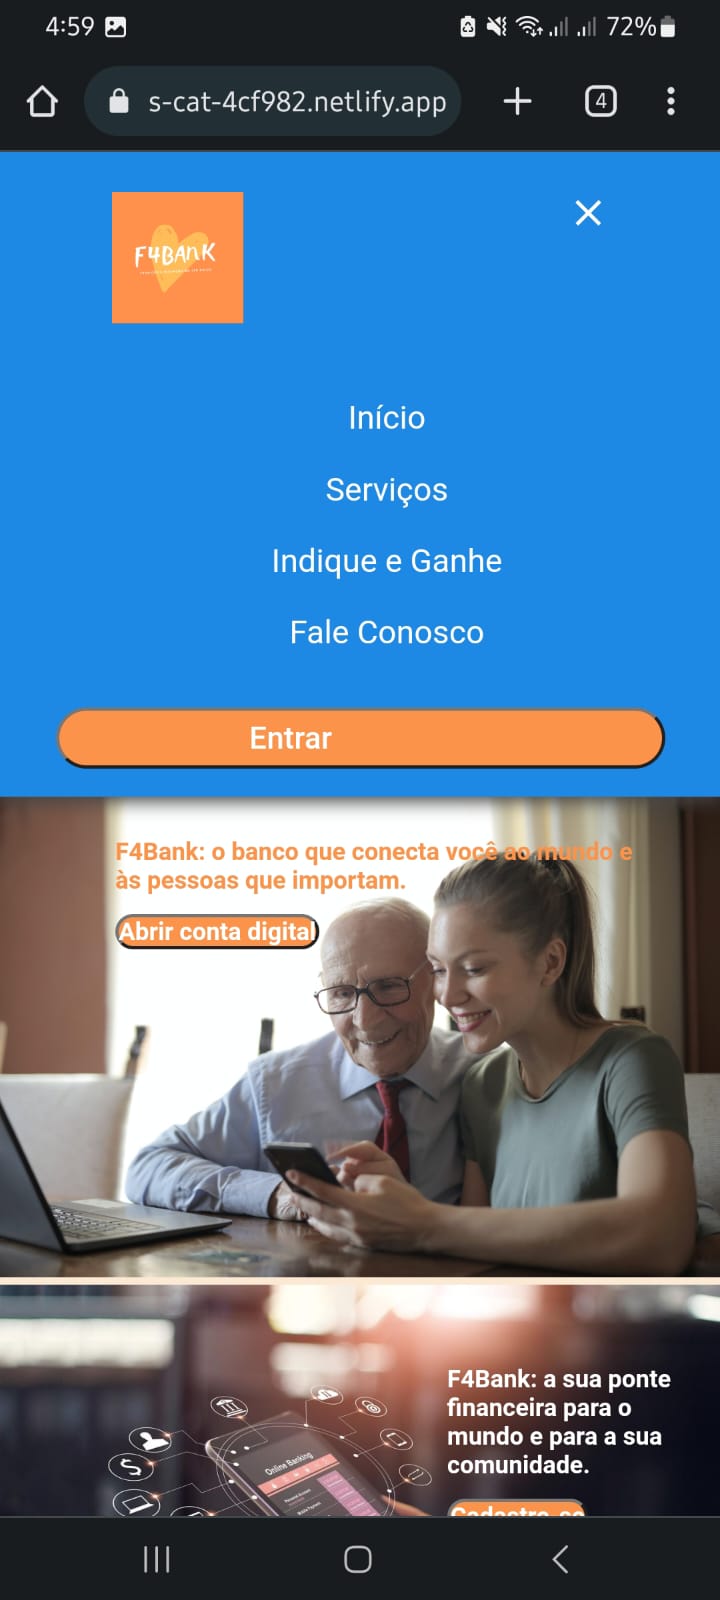 4:59
72%
s-cat-4cf982.netlify.app
4
F4BAnK
Início
Serviços
Indique e Ganhe
Fale Conosco
Entrar
F4Bank: o banco que conecta você ao mundo e
às pessoas que importam.
Abrir conta digital
F4Bank: a sua ponte
financeira para o
mundo e para a sua
comunidade.
Online Banking
Cadastre-se